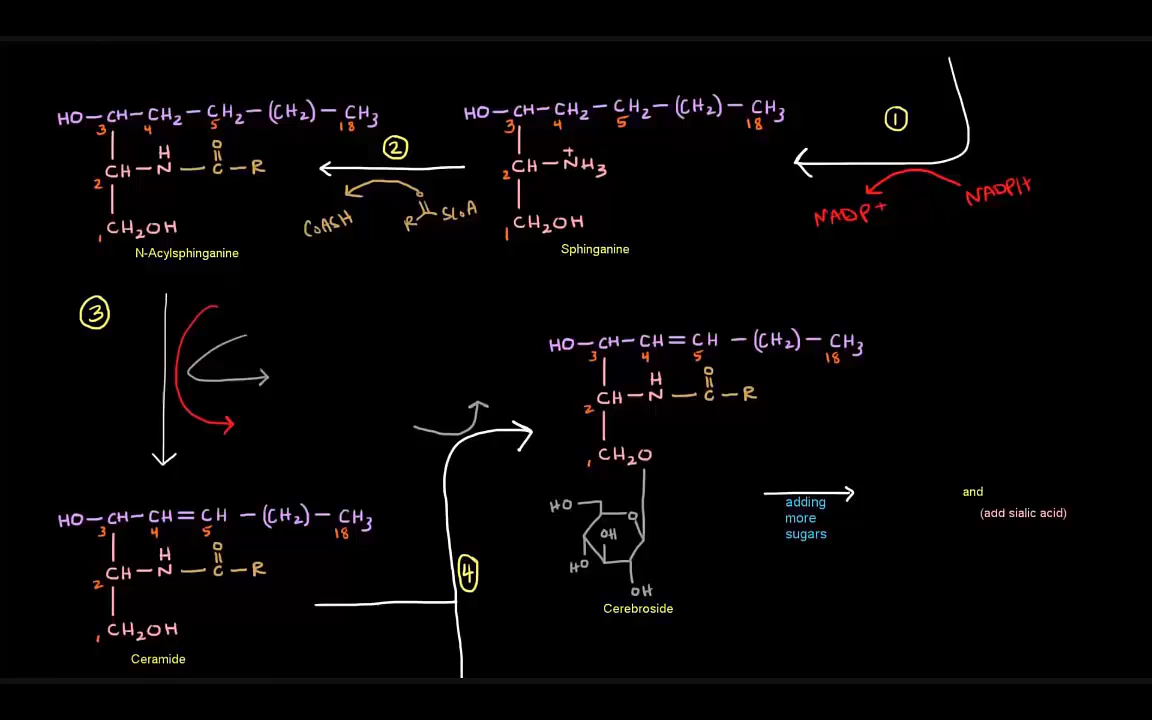 HO-CH-CH2-CH2-(CH2)-CH3
3 4 5 18
H O
2 CH-N-C-R
1 CH2OH
N-Acylsphinganine
2
CoASH
O
R SCoA
HO-CH-CH2-CH2-(CH2)-CH3
3 4 5 18
+
2 CH-NH3
1 CH2OH
Sphinganine
1
NADP+
NADPH
3
HO-CH-CH=CH-(CH2)-CH3
3 4 5 18
H O
2 CH-N-C-R
1 CH2OH
Ceramide
4
HO-CH-CH=CH-(CH2)-CH3
3 4 5 18
H O
2 CH-N-C-R
1 CH2O
HO O
OH
HO
OH
Cerebroside
adding
more
sugars
and
(add sialic acid)